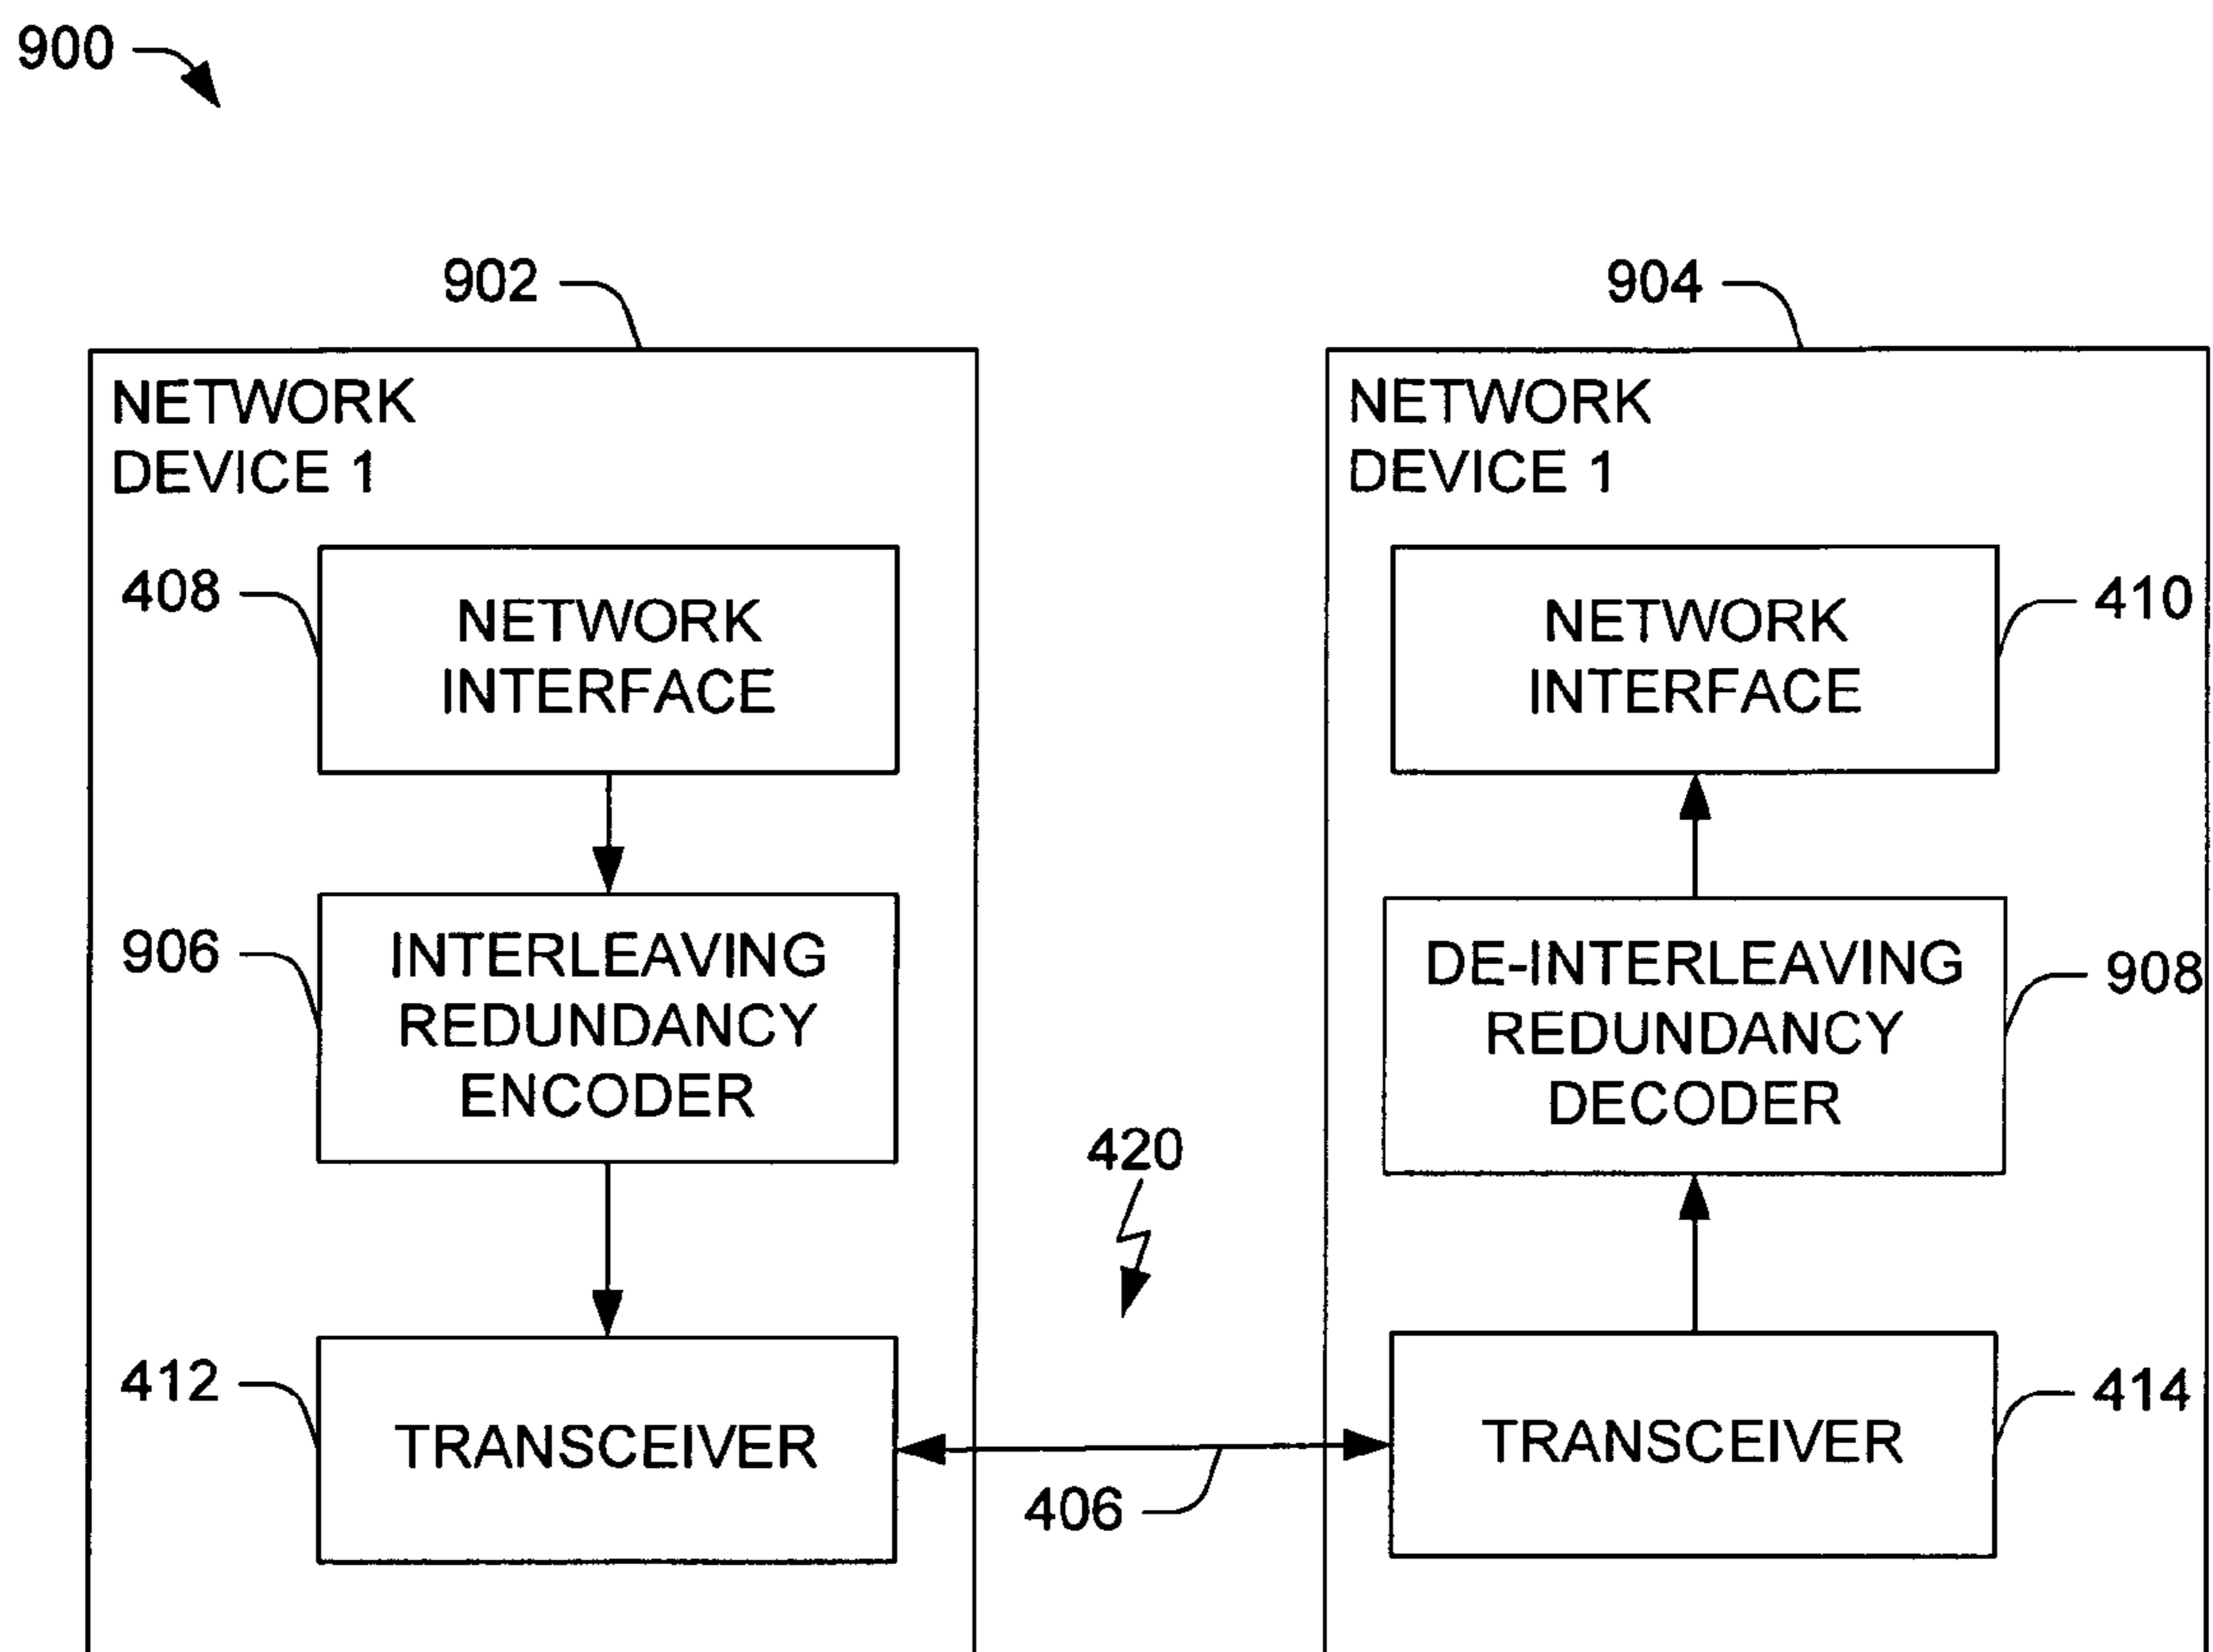 900
902
904
NETWORK
DEVICE 1
NETWORK
DEVICE 1
408
NETWORK
INTERFACE
NETWORK
INTERFACE
410
906
INTERLEAVING
REDUNDANCY
ENCODER
DE-INTERLEAVING
REDUNDANCY
DECODER
908
420
412
TRANSCEIVER
406
TRANSCEIVER
414